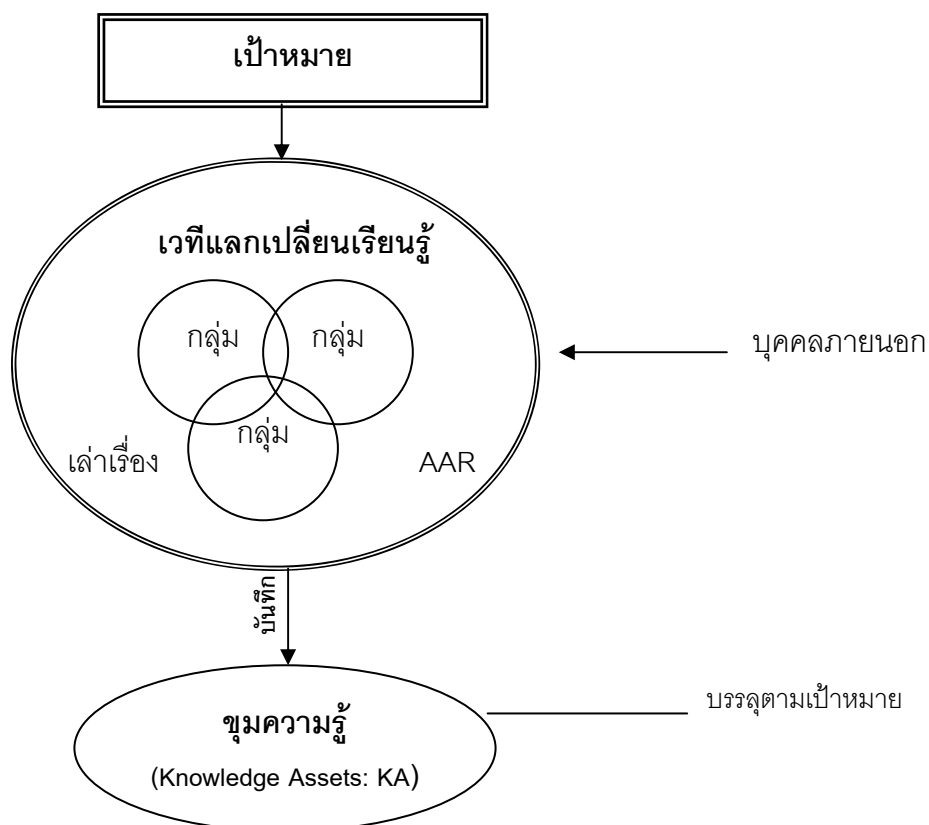 เป้าหมาย
เวทีแลกเปลี่ยนเรียนรู้
กลุ่ม
กลุ่ม
บุคคลภายนอก
กลุ่ม
เล่าเรื่อง
AAR
บันทึก
บรรลุตามเป้าหมาย
ขุมความรู้
(Knowledge Assets: KA)